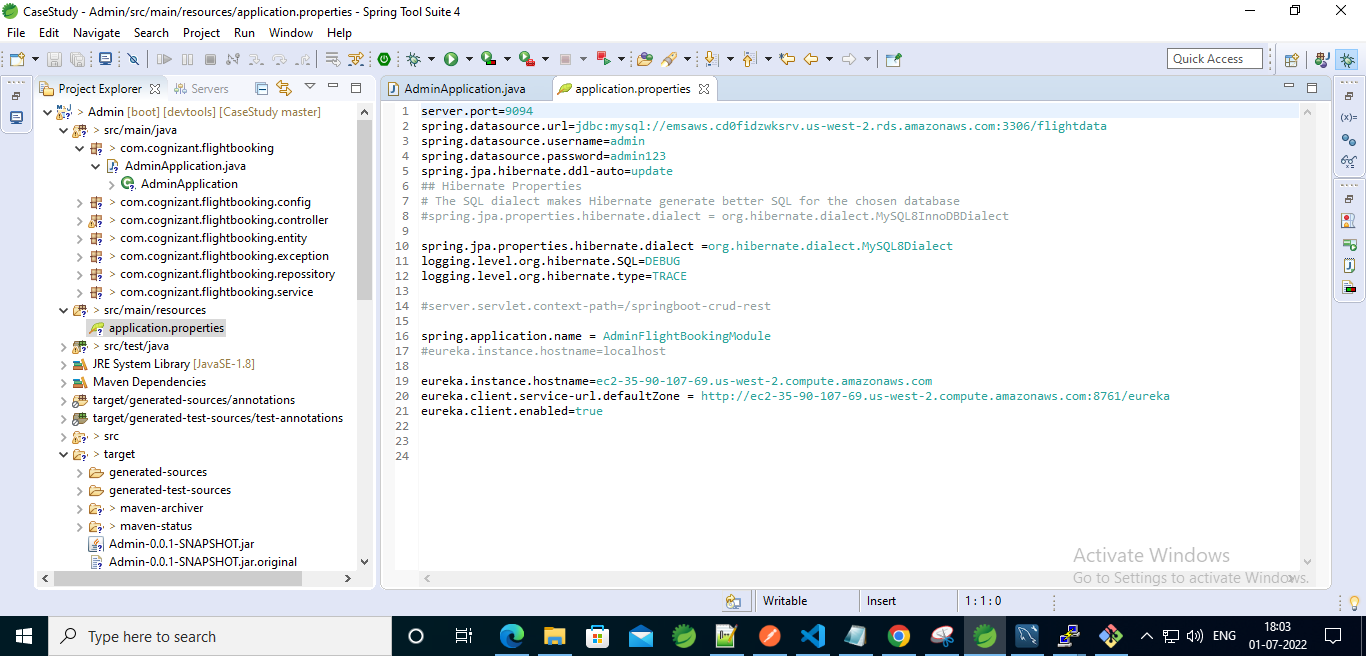 CaseStudy - Admin/src/main/resources/application.properties - Spring Tool Suite 4
File Edit Navigate Search Project Run Window Help
Quick Access
Project Explorer
Servers
AdminApplication.java
application.properties
> Admin [boot] [devtools] [CaseStudy master]
> src/main/java
> com.cognizant.flightbooking
> AdminApplication.java
AdminApplication
> com.cognizant.flightbooking.config
> com.cognizant.flightbooking.controller
> com.cognizant.flightbooking.entity
> com.cognizant.flightbooking.exception
> com.cognizant.flightbooking.repossitory
> com.cognizant.flightbooking.service
> src/main/resources
application.properties
> src/test/java
JRE System Library [JavaSE-1.8]
Maven Dependencies
target/generated-sources/annotations
target/generated-test-sources/test-annotations
> src
> target
generated-sources
generated-test-sources
> maven-archiver
> maven-status
Admin-0.0.1-SNAPSHOT.jar
Admin-0.0.1-SNAPSHOT.jar.original
1 server.port=9094
2 spring.datasource.url=jdbc:mysql://emsaws.cd0fidzwksrv.us-west-2.rds.amazonaws.com:3306/flightdata
3 spring.datasource.username=admin
4 spring.datasource.password=admin123
5 spring.jpa.hibernate.ddl-auto=update
6 ## Hibernate Properties
7 # The SQL dialect makes Hibernate generate better SQL for the chosen database
8 #spring.jpa.properties.hibernate.dialect = org.hibernate.dialect.MySQL8InnoDBDialect
9
10 spring.jpa.properties.hibernate.dialect =org.hibernate.dialect.MySQL8Dialect
11 logging.level.org.hibernate.SQL=DEBUG
12 logging.level.org.hibernate.type=TRACE
13
14 #server.servlet.context-path=/springboot-crud-rest
15
16 spring.application.name = AdminFlightBookingModule
17 #eureka.instance.hostname=localhost
18
19 eureka.instance.hostname=ec2-35-90-107-69.us-west-2.compute.amazonaws.com
20 eureka.client.service-url.defaultZone = http://ec2-35-90-107-69.us-west-2.compute.amazonaws.com:8761/eureka
21 eureka.client.enabled=true
22
23
24
Activate Windows
Go to Settings to activate Windows.
Writable Insert 1 : 1 : 0
Type here to search
ENG
18:03
01-07-2022